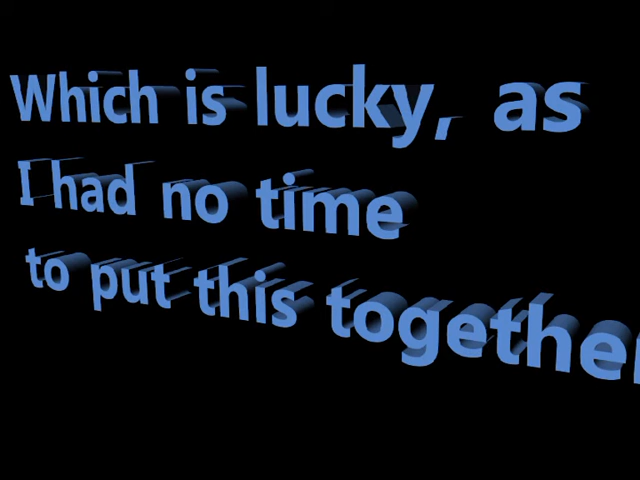 Which is lucky, as
I had no time
to put this together